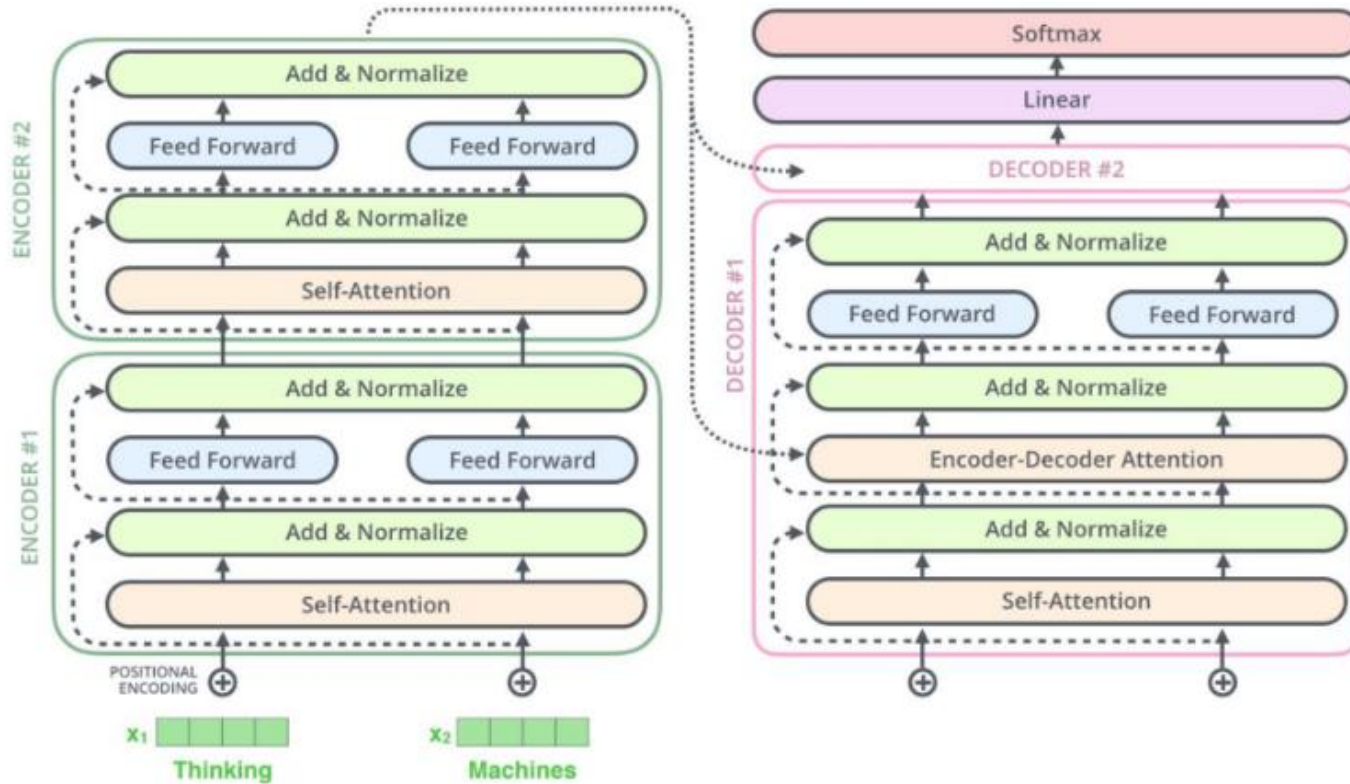 ENCODER #2
Add & Normalize
Feed Forward
Feed Forward
Add & Normalize
Self-Attention
ENCODER #1
Add & Normalize
Feed Forward
Feed Forward
Add & Normalize
Self-Attention
POSITIONAL
ENCODING
x₁
x₂
Thinking
Machines
Softmax
Linear
DECODER #2
DECODER #1
Add & Normalize
Feed Forward
Feed Forward
Add & Normalize
Encoder-Decoder Attention
Add & Normalize
Self-Attention